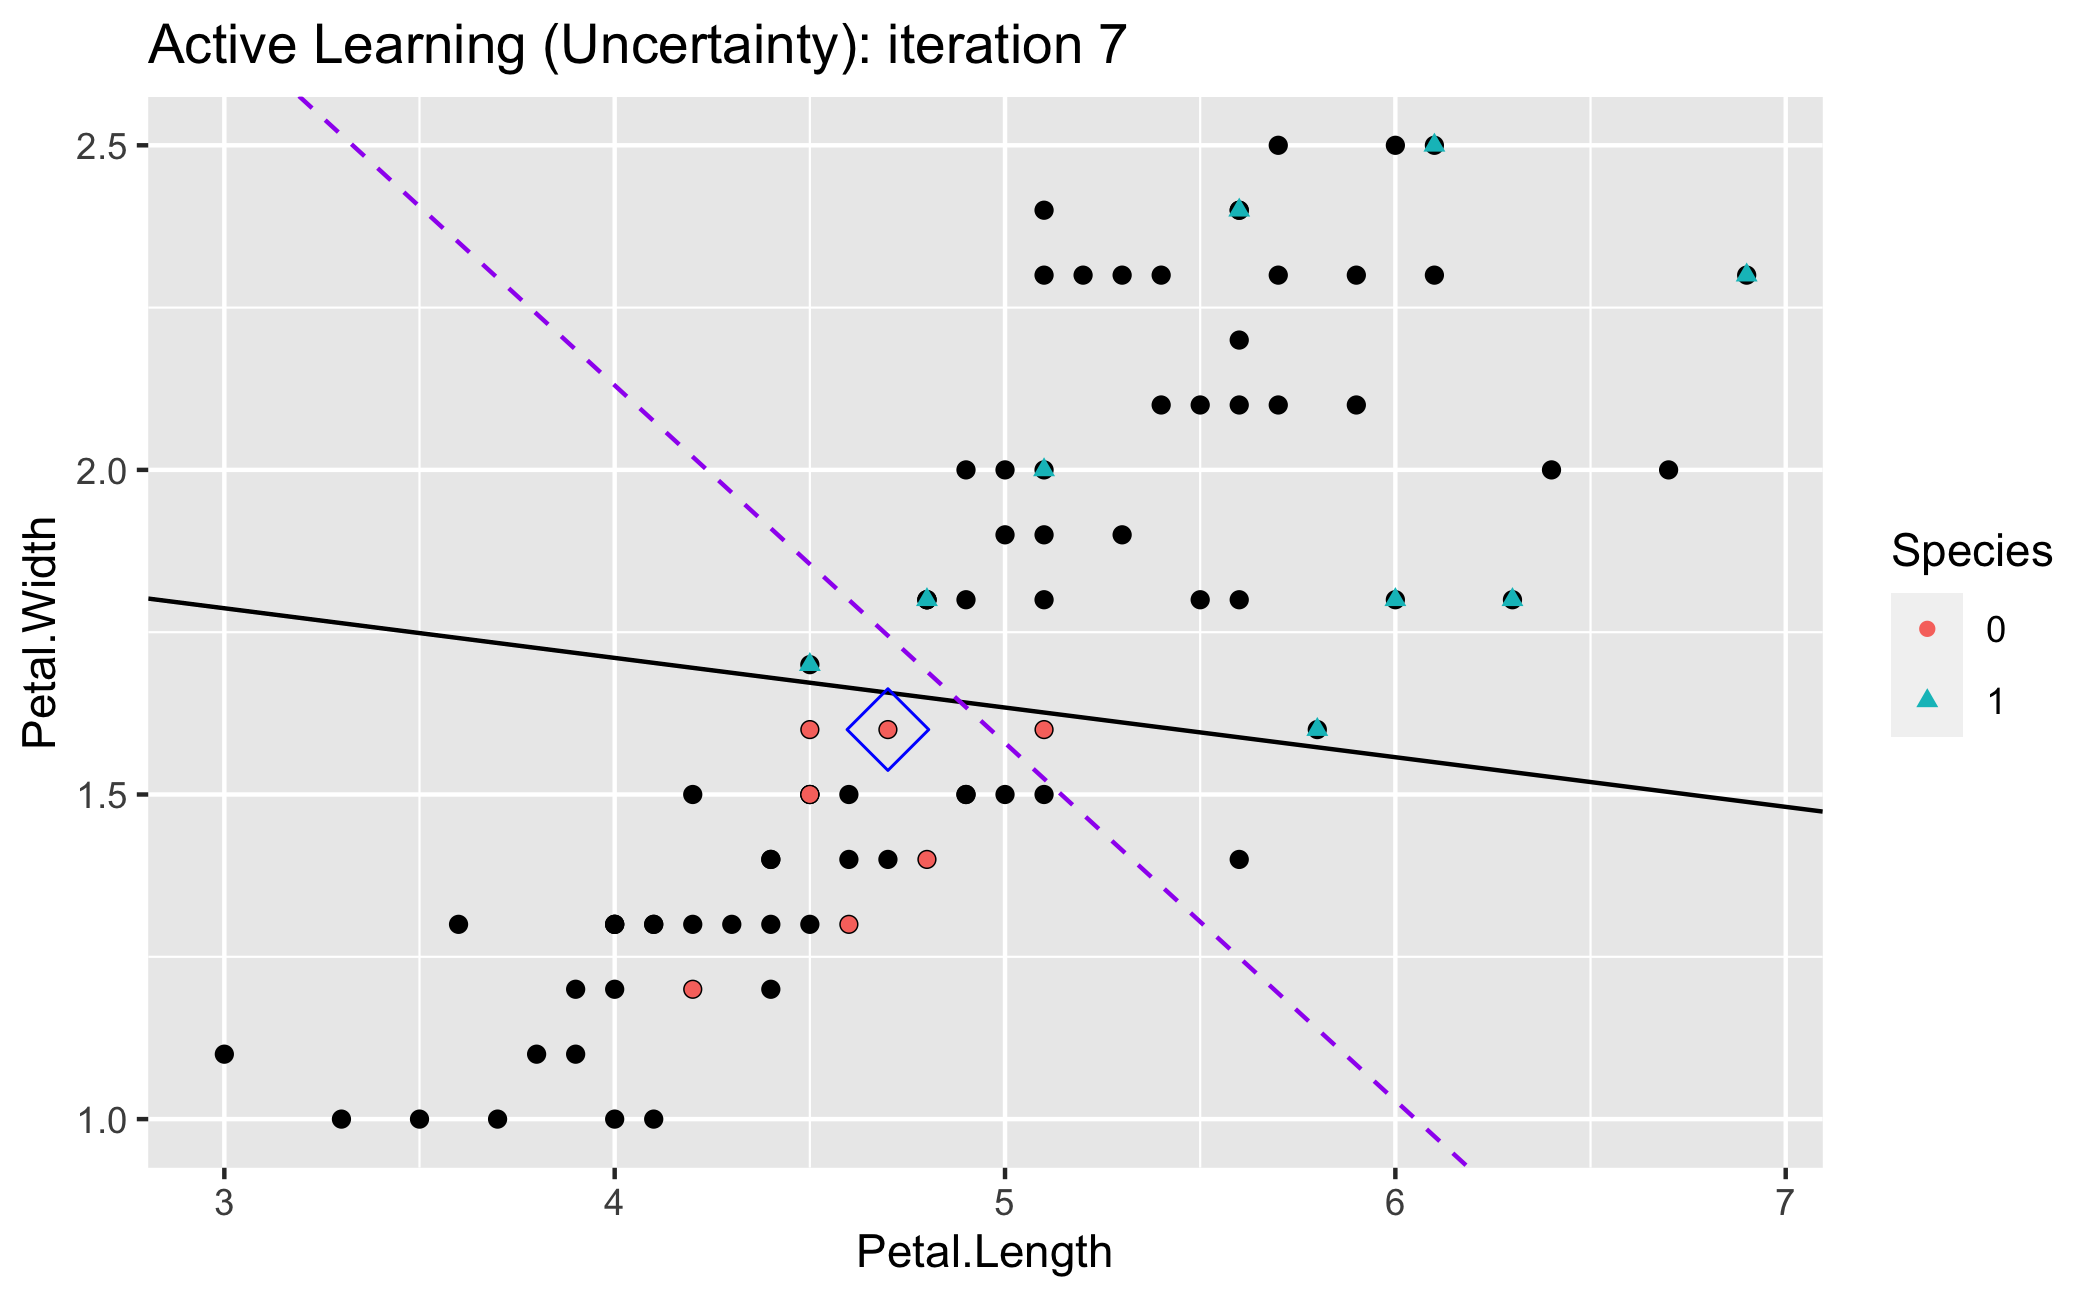 Active Learning (Uncertainty): iteration 7
2.5
2.0
1.5
1.0
Petal.Width
3 4 5 6 7
Petal.Length
Species
0
1